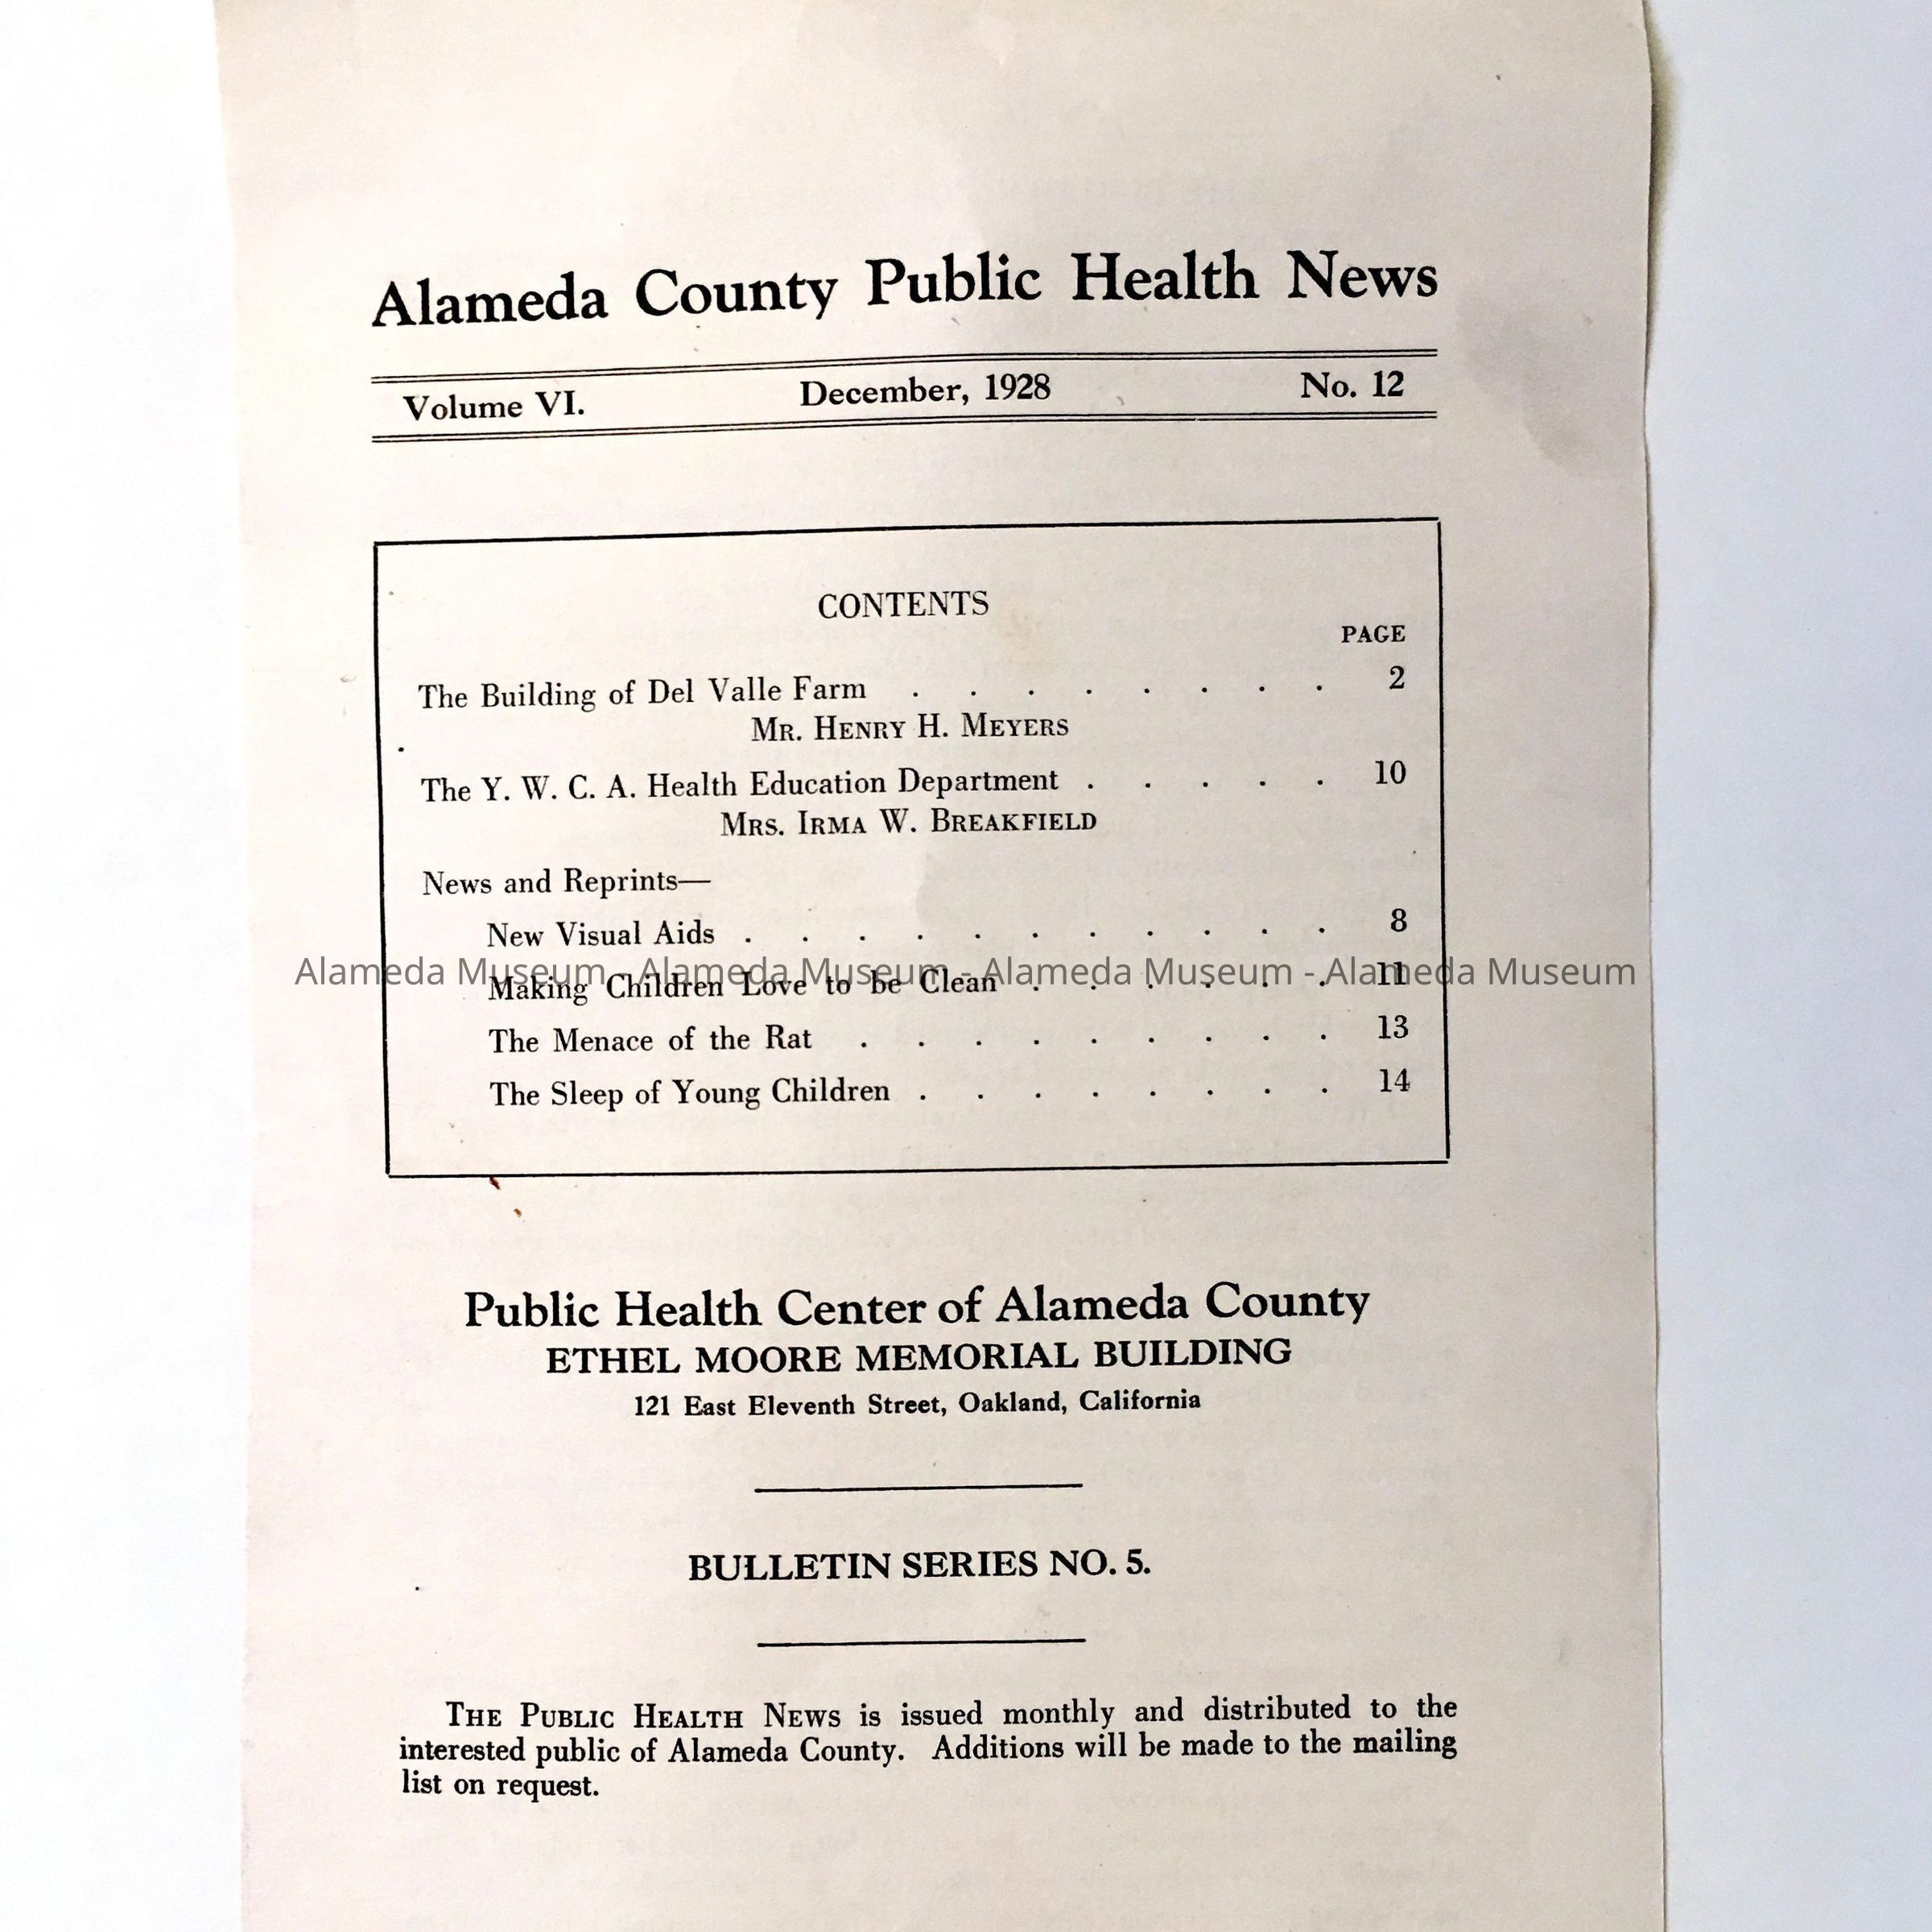 Alameda County Public Health News
Volume VI. December, 1928 No. 12
CONTENTS
PAGE
The Building of Del Valle Farm . . . . . . . . 2
MR. HENRY H. MEYERS
The Y. W. C. A. Health Education Department . . . . . 10
MRS. IRMA W. BREAKFIELD
News and Reprints—
New Visual Aids . . . . . . . . . . . 8
Alameda Museum - Alameda Museum - Alameda Museum - Alameda Museum
Making Children Love to be Clean . . . . . . 11
The Menace of the Rat . . . . . . . . . 13
The Sleep of Young Children . . . . . . . . 14
Public Health Center of Alameda County
ETHEL MOORE MEMORIAL BUILDING
121 East Eleventh Street, Oakland, California
BULLETIN SERIES NO. 5.
THE PUBLIC HEALTH NEWS is issued monthly and distributed to the
interested public of Alameda County. Additions will be made to the mailing
list on request.